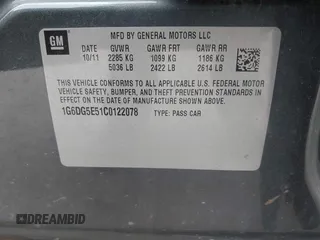 GM
MFD BY GENERAL MOTORS LLC
10/11 GVWR GAWR FRT GAWR RR
2285 KG 1099 KG 1186 KG
5036 LB 2422 LB 2614 LB
THIS VEHICLE CONFORMS TO ALL APPLICABLE U.S. FEDERAL MOTOR
VEHICLE SAFETY, BUMPER, AND THEFT PREVENTION STANDARDS IN
EFFECT ON THE DATE OF MANUFACTURE SHOWN ABOVE.
1G6DG5E51C0122078 TYPE: PASS CAR
DREAMBID